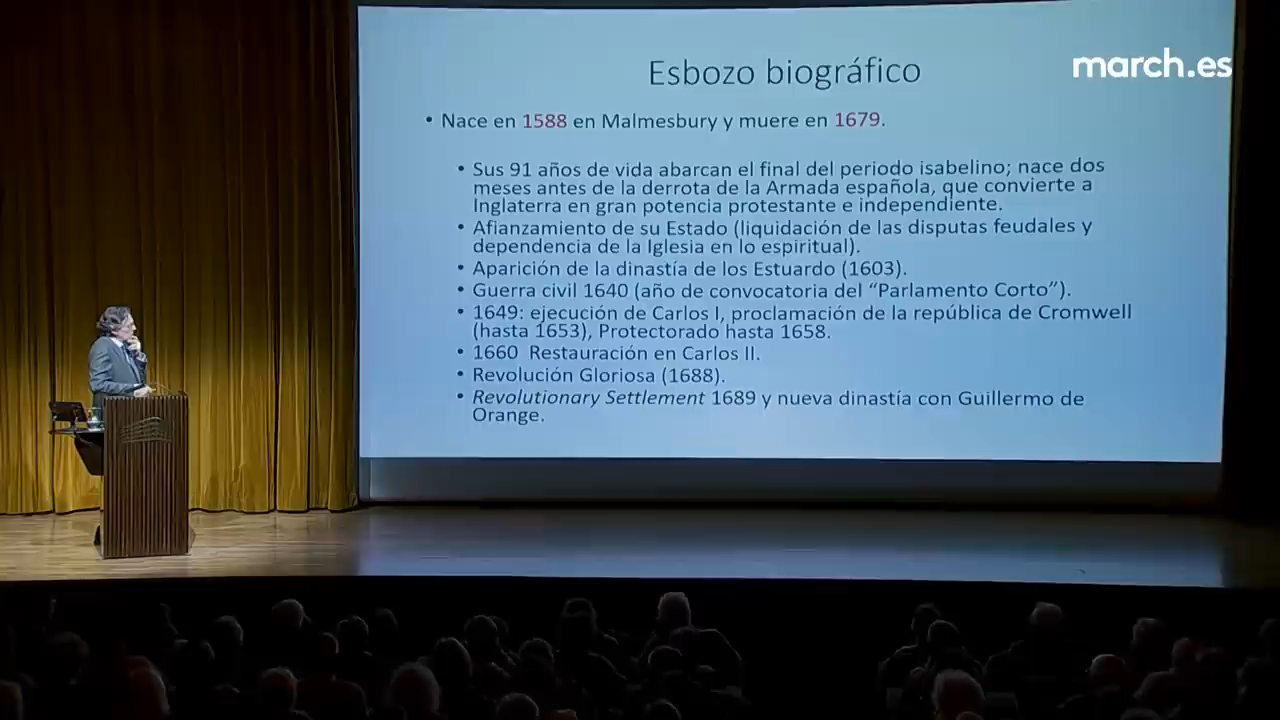 march.es
Esbozo biográfico
• Nace en 1588 en Malmesbury y muere en 1679.
• Sus 91 años de vida abarcan el final del periodo isabelino; nace dos
meses antes de la derrota de la Armada española, que convierte a
Inglaterra en gran potencia protestante e independiente.
• Afianzamiento de su Estado (liquidación de las disputas feudales y
dependencia de la Iglesia en lo espiritual).
• Aparición de la dinastía de los Estuardo (1603).
• Guerra civil 1640 (año de convocatoria del “Parlamento Corto”).
• 1649: ejecución de Carlos I, proclamación de la república de Cromwell
(hasta 1653), Protectorado hasta 1658.
• 1660 Restauración en Carlos II.
• Revolución Gloriosa (1688).
• Revolutionary Settlement 1689 y nueva dinastía con Guillermo de
Orange.